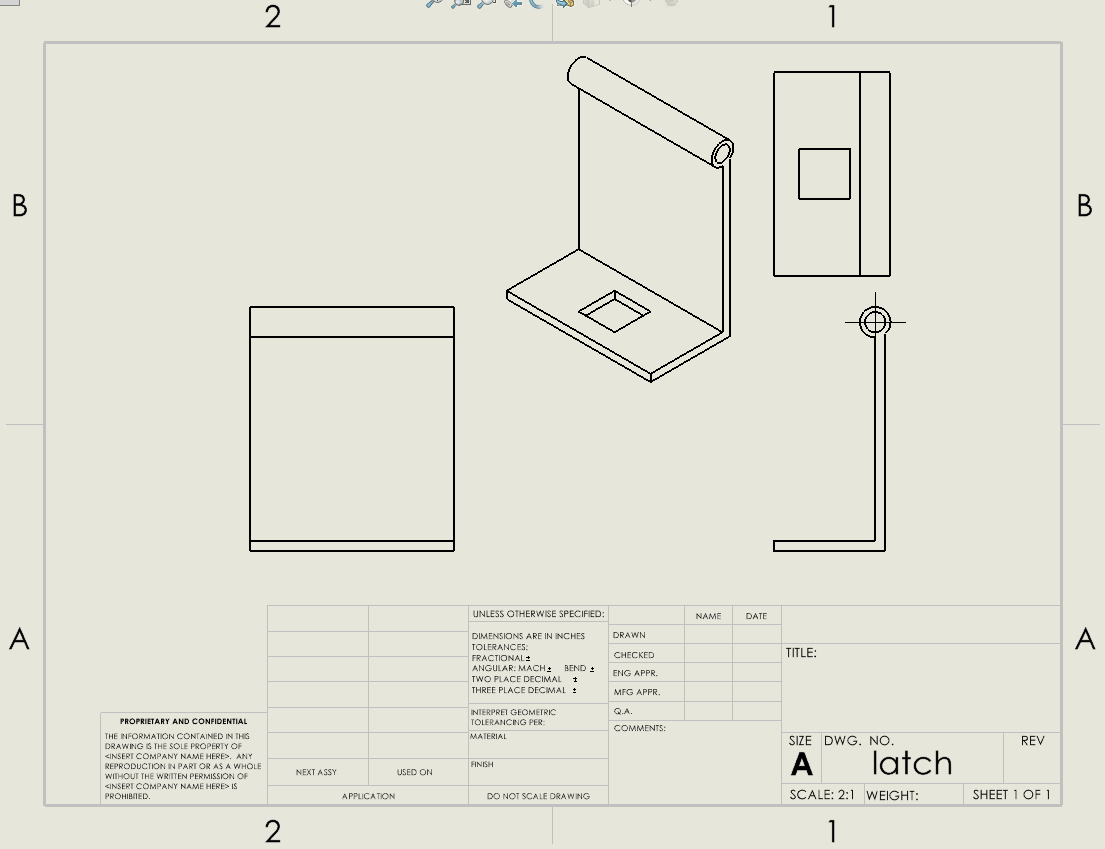 2 1
B B
A A
UNLESS OTHERWISE SPECIFIED:
DIMENSIONS ARE IN INCHES
TOLERANCES:
FRACTIONAL±
ANGULAR: MACH± BEND ±
TWO PLACE DECIMAL ±
THREE PLACE DECIMAL ±
INTERPRET GEOMETRIC
TOLERANCING PER:
MATERIAL
FINISH
DO NOT SCALE DRAWING
NAME DATE
DRAWN
CHECKED
ENG APPR.
MFG APPR.
Q.A.
COMMENTS:
TITLE:
SIZE DWG. NO. REV
A latch
SCALE: 2:1 WEIGHT: SHEET 1 OF 1
PROPRIETARY AND CONFIDENTIAL
THE INFORMATION CONTAINED IN THIS
DRAWING IS THE SOLE PROPERTY OF
<INSERT COMPANY NAME HERE>. ANY
REPRODUCTION IN PART OR AS A WHOLE
WITHOUT THE WRITTEN PERMISSION OF
<INSERT COMPANY NAME HERE> IS
PROHIBITED.
NEXT ASSY USED ON
APPLICATION
2 1